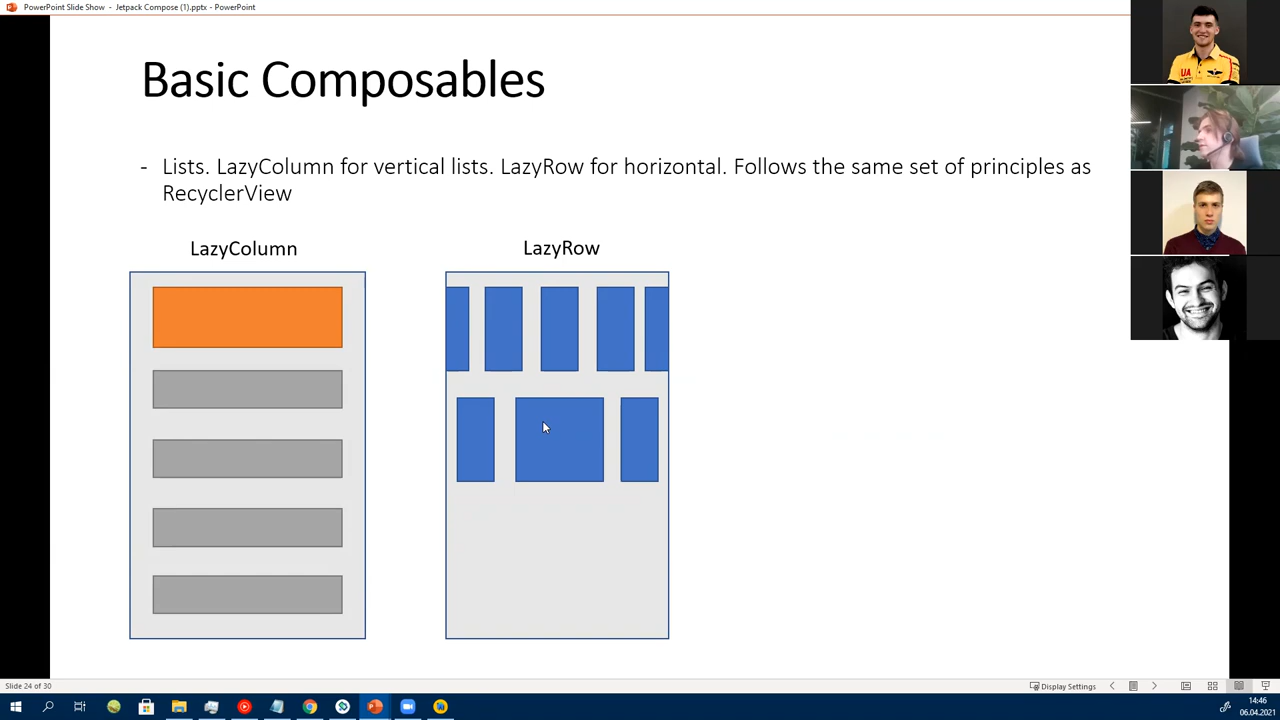 PowerPoint Slide Show - Jetpack Compose (1).pptx - PowerPoint
Basic Composables
- Lists. LazyColumn for vertical lists. LazyRow for horizontal. Follows the same set of principles as
RecyclerView
LazyColumn
LazyRow
UA
Slide 24 of 30
Display Settings
14:46
06.04.2021